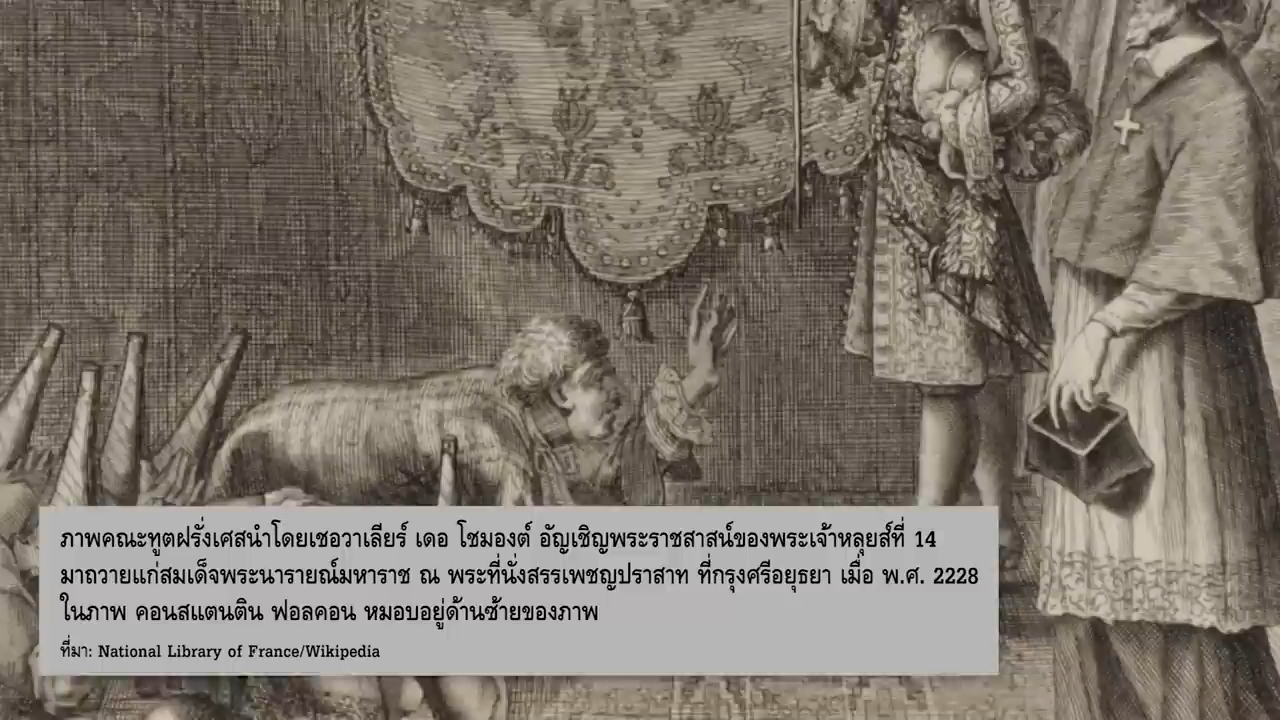 ภาพคณะทูตฝรั่งเศสนำโดยเชอวาเลียร์ เดอ โชมองต์ อัญเชิญพระราชสาสน์ของพระเจ้าหลุยส์ที่ 14
มาถวายแก่สมเด็จพระนารายณ์มหาราช ณ พระที่นั่งสรรเพชญปราสาท ที่กรุงศรีอยุธยา เมื่อ พ.ศ. 2228
ในภาพ คอนสแตนติน ฟอลคอน หมอบอยู่ด้านซ้ายของภาพ
ที่มา: National Library of France/Wikipedia